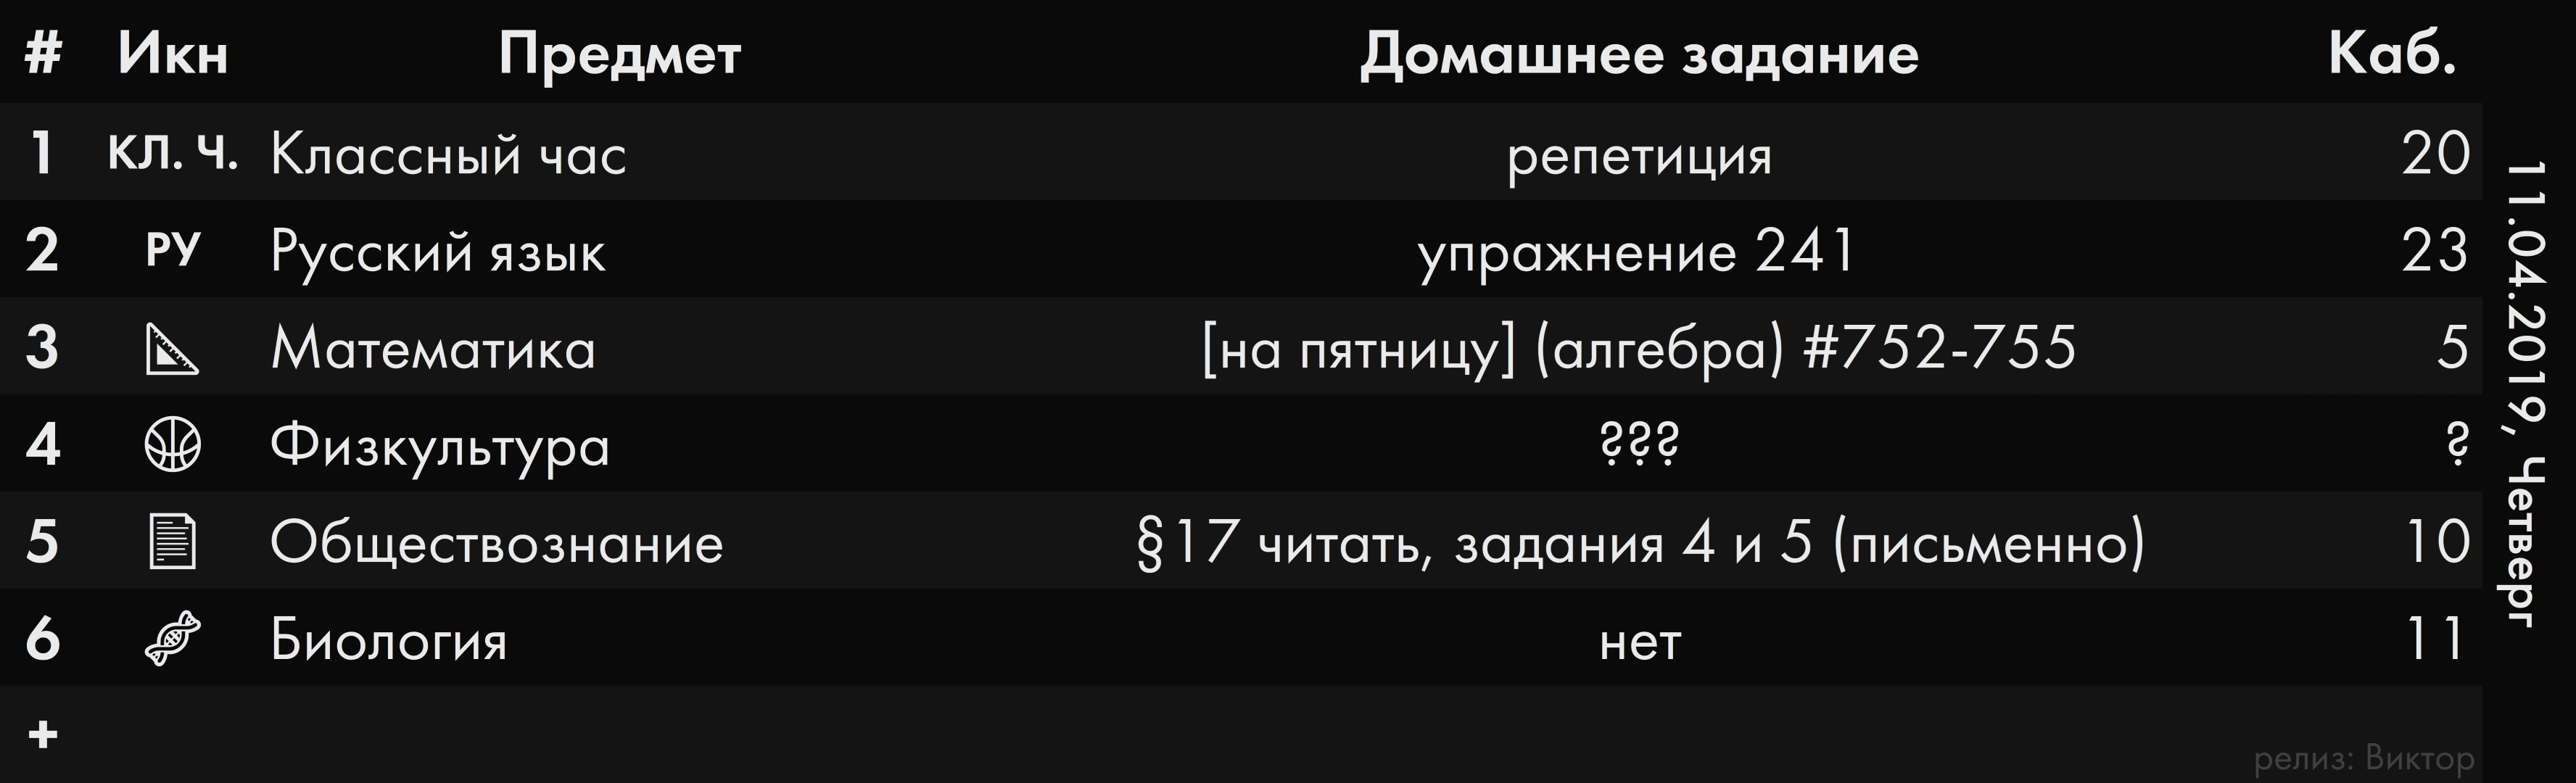 # Икн Предмет Домашнее задание Каб.
1 КЛ. Ч. Классный час репетиция 20
2 РУ Русский язык упражнение 241 23
3 Математика [на пятницу] (алгебра) #752-755 5
4 Физкультура ??? ?
5 Обществознание §17 читать, задания 4 и 5 (письменно) 10
6 Биология нет 11
+
релиз: Виктор
11.04.2019, Четверг